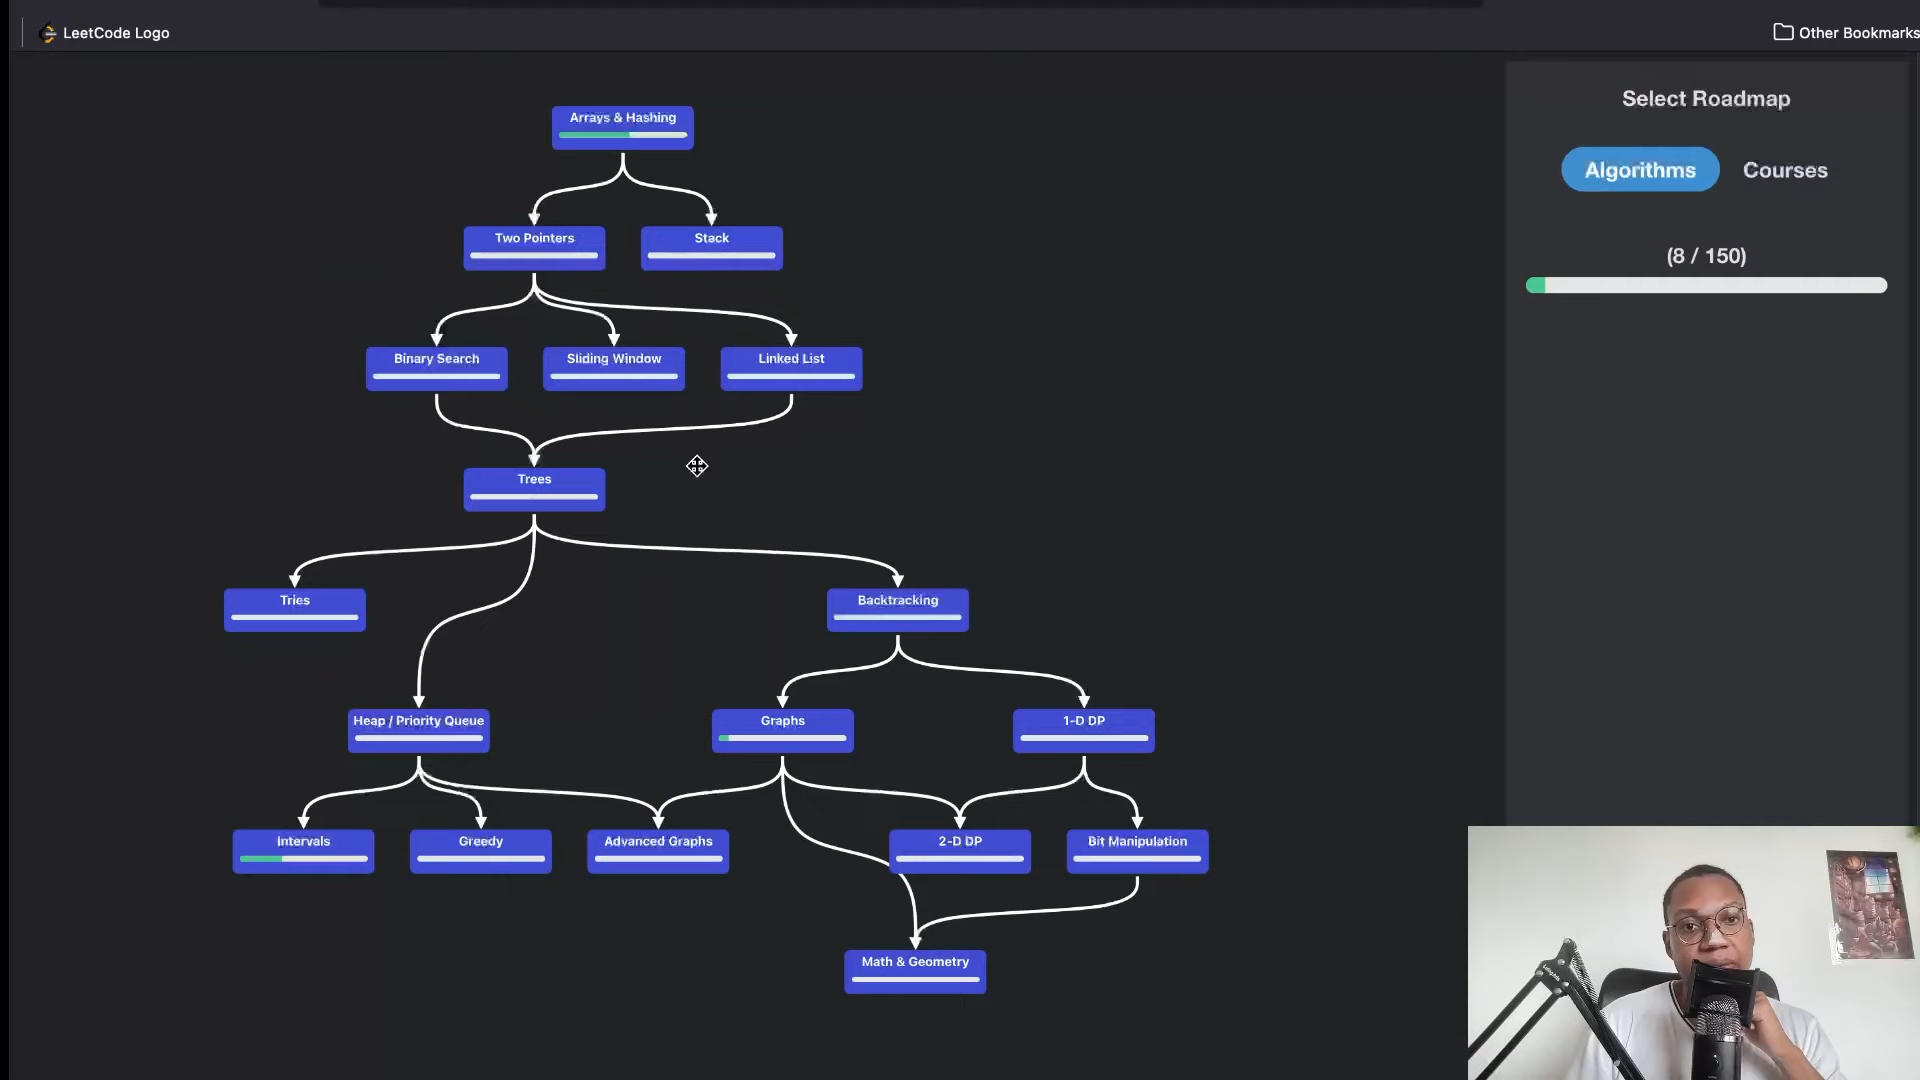 LeetCode Logo
Other Bookmarks
Select Roadmap
Algorithms
Courses
(8 / 150)
Arrays & Hashing
Two Pointers
Stack
Binary Search
Sliding Window
Linked List
Trees
Tries
Backtracking
Heap / Priority Queue
Graphs
1-D DP
Intervals
Greedy
Advanced Graphs
2-D DP
Bit Manipulation
Math & Geometry